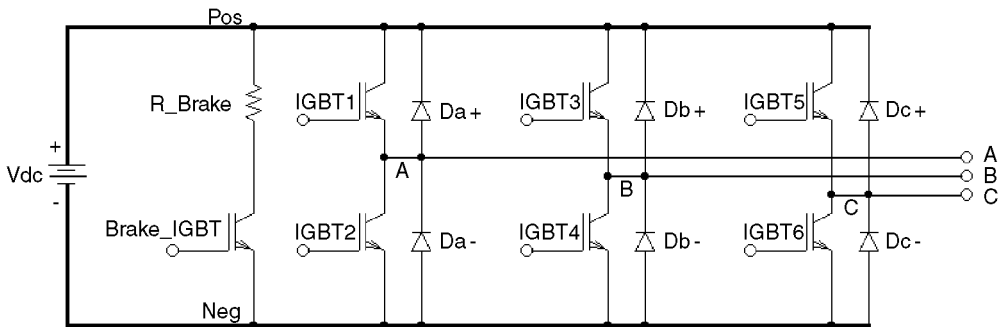 Pos
R_Brake
IGBT1
Da+
IGBT3
Db+
IGBT5
Dc+
+
Vdc
-
A
B
C
A
B
C
Brake_IGBT
IGBT2
Da-
IGBT4
Db-
IGBT6
Dc-
Neg